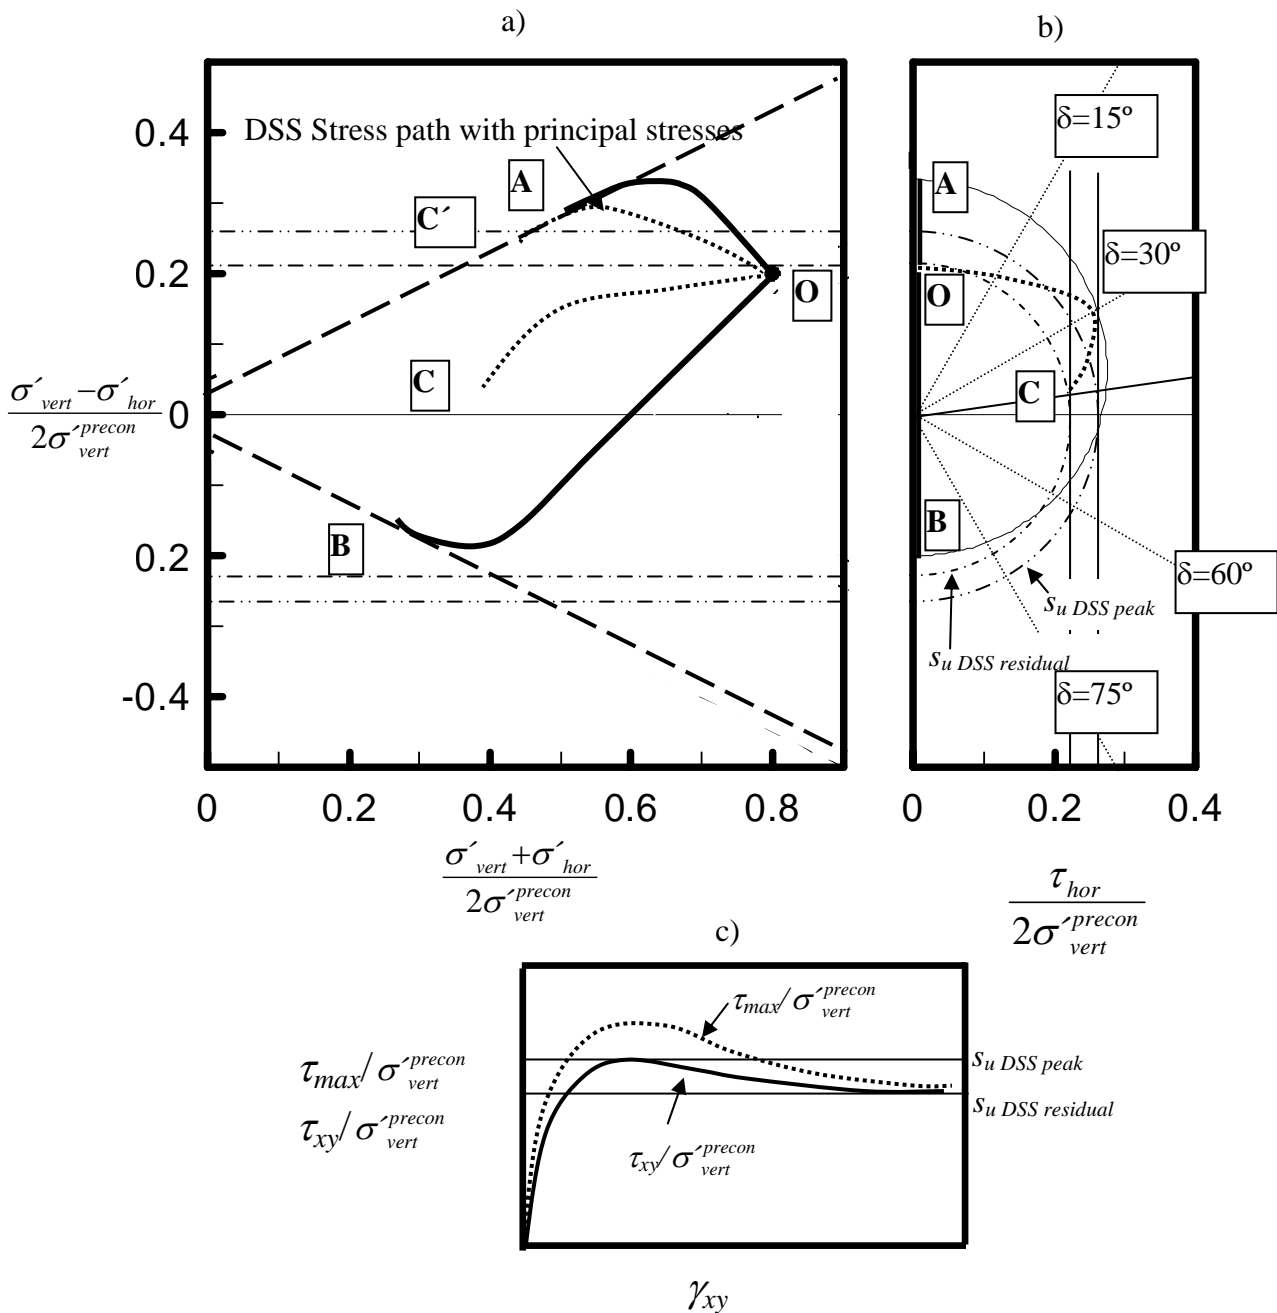 a)
b)
0.4
DSS Stress path with principal stresses
A
C´
0.2
O
C
σ´vert − σ´hor
2σ´vert^precon
0
0.2
B
-0.4
0 0.2 0.4 0.6 0.8
σ´vert + σ´hor
2σ´vert^precon
δ=15º
A
δ=30º
O
C
B
δ=60º
su DSS peak
su DSS residual
δ=75º
0 0.2 0.4
τhor
2σ´vert^precon
c)
τmax/σ´vert^precon
τmax/σ´vert^precon
τxy/σ´vert^precon
su DSS peak
su DSS residual
τxy/σ´vert^precon
γxy